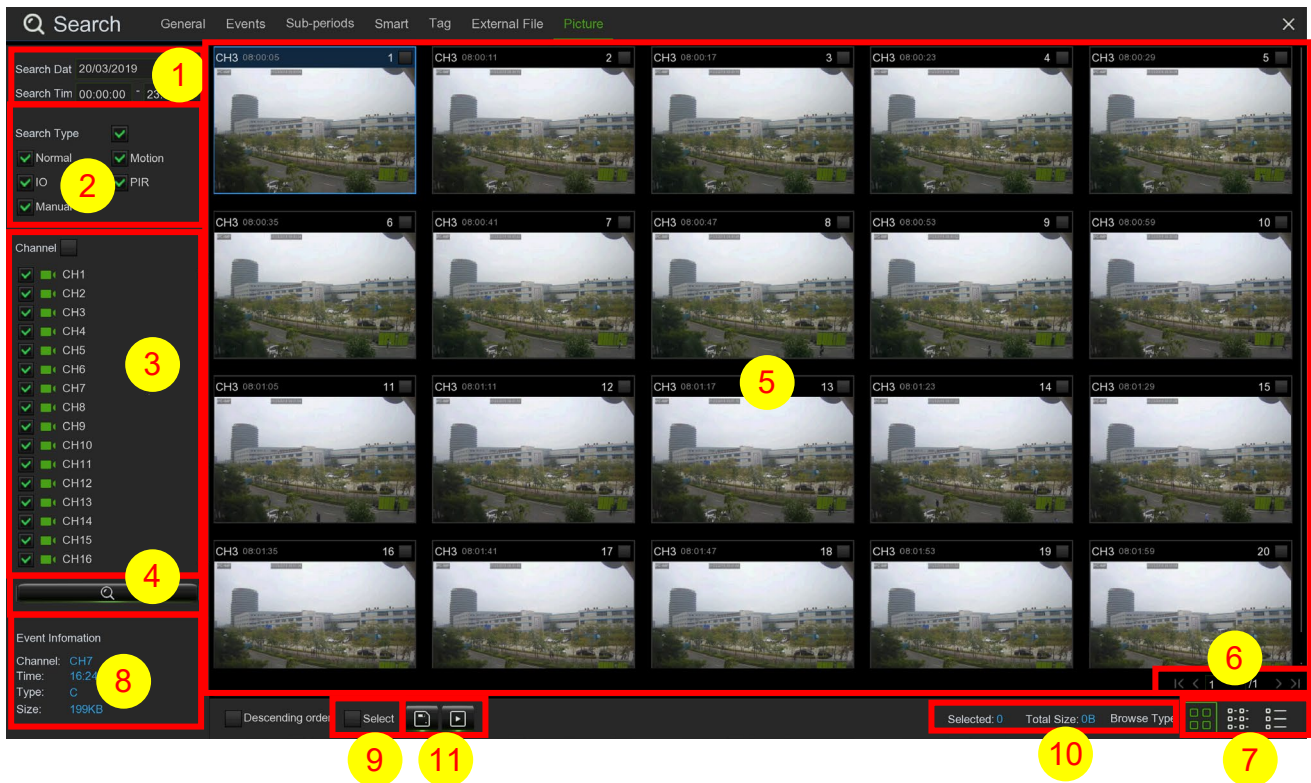 Search General Events Sub-periods Smart Tag External File Picture
Search Dat 20/03/2019
1
Search Tim 00:00:00 - 23
Search Type
Normal Motion
IO PIR
2
Manual
Channel
CH1
CH2
CH3
CH4
CH5
CH6
CH7
CH8
CH9
CH10
CH11
CH12
CH13
CH14
CH15
CH16
3
4
Event Infomation
Channel: CH7
Time: 16:24
Type: C
Size: 199KB
8
CH3 08:00:05 1 CH3 08:00:11 2 CH3 08:00:17 3 CH3 08:00:23 4 CH3 08:00:29 5
CH3 08:00:35 6 CH3 08:00:41 7 CH3 08:00:47 8 CH3 08:00:53 9 CH3 08:00:59 10
5
CH3 08:01:05 11 CH3 08:01:11 12 CH3 08:01:17 13 CH3 08:01:23 14 CH3 08:01:29 15
CH3 08:01:35 16 CH3 08:01:41 17 CH3 08:01:47 18 CH3 08:01:53 19 CH3 08:01:59 20
6
1 /1
Descending order Select Selected: 0 Total Size: 0B Browse Type
9 11 10 7